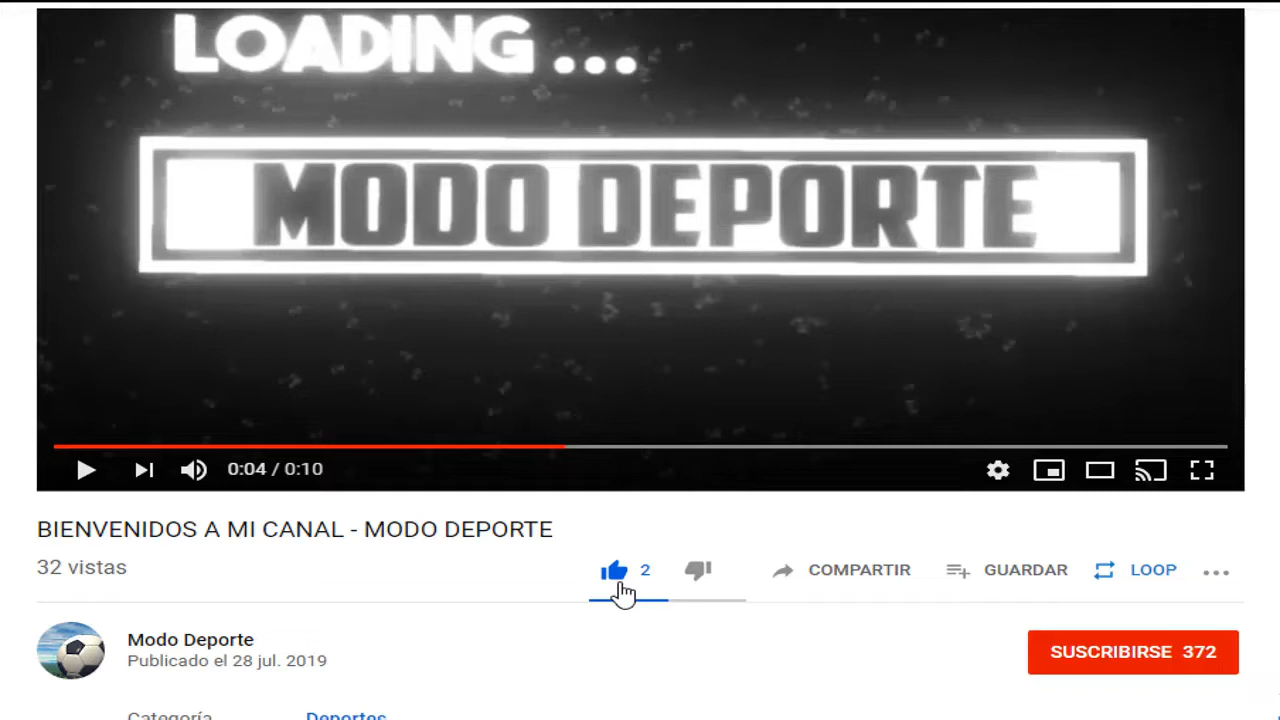 LOADING ...
MODO DEPORTE
0:04 / 0:10
BIENVENIDOS A MI CANAL - MODO DEPORTE
32 vistas
2
COMPARTIR
GUARDAR
LOOP
Modo Deporte
SUSCRIBIRSE 372
Publicado el 28 jul. 2019
Categoría
Deportes